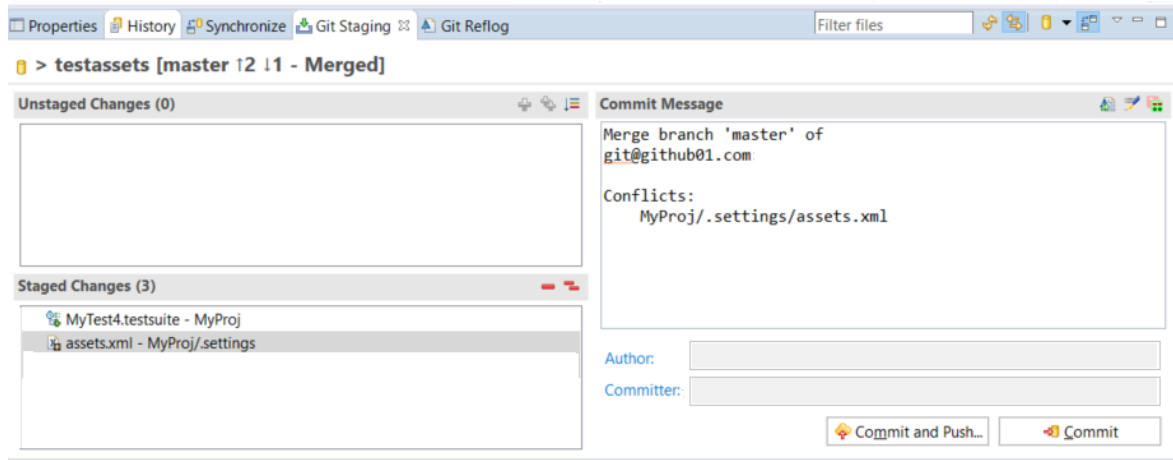 Properties History Synchronize Git Staging Git Reflog Filter files
> testassets [master ↑2 ↓1 - Merged]
Unstaged Changes (0)
Commit Message
Merge branch 'master' of
git@github01.com
Conflicts:
MyProj/.settings/assets.xml
Staged Changes (3)
MyTest4.testsuite - MyProj
assets.xml - MyProj/.settings
Author:
Committer:
Commit and Push...
Commit